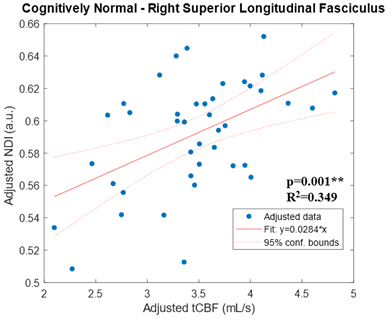 Cognitively Normal - Right Superior Longitudinal Fasciculus
0.66
0.64
0.62
0.6
0.58
0.56
0.54
0.52
0.5
Adjusted NDI (a.u.)
p=0.001**
R²=0.349
Adjusted data
Fit: y=0.0284*x
95% conf. bounds
2 2.5 3 3.5 4 4.5 5
Adjusted tCBF (mL/s)